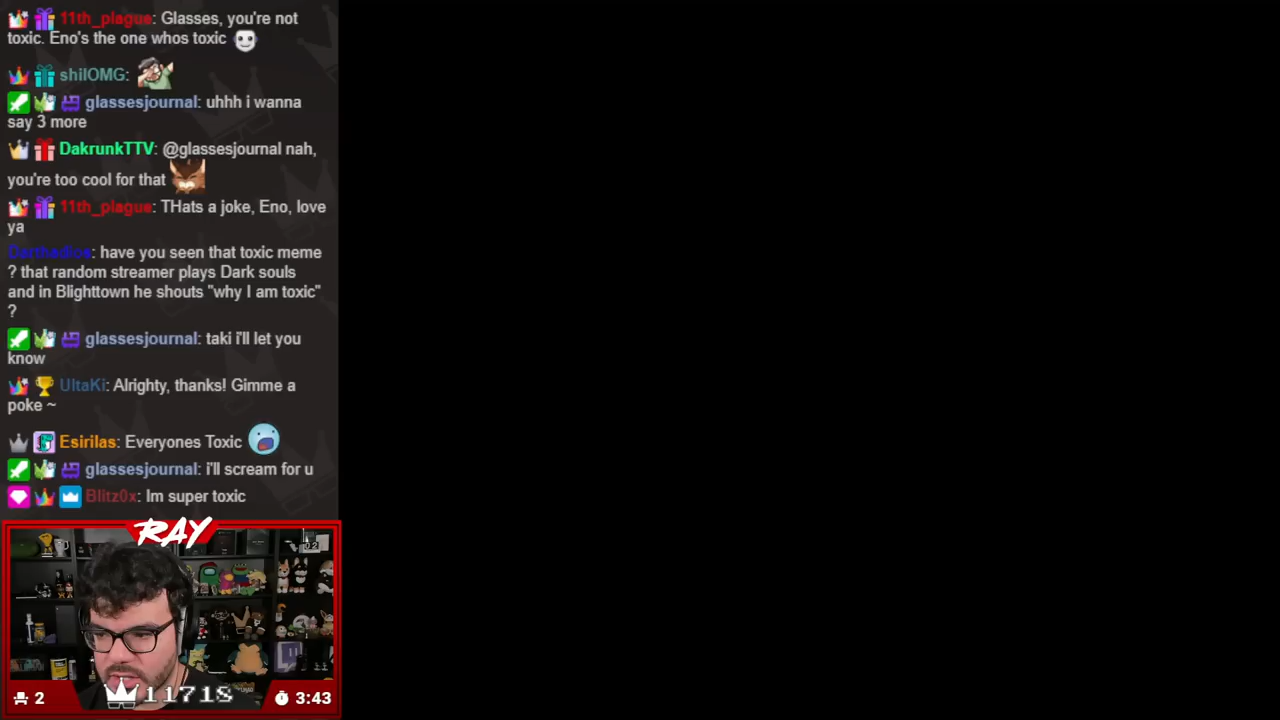 11th_plague: Glasses, you're not
toxic. Eno's the one whos toxic
shilOMG:
glassesjournal: uhhh i wanna
say 3 more
DakrunkTTV: @glassesjournal nah,
you're too cool for that
11th_plague: THats a joke, Eno, love
ya
Darthadioe: have you seen that toxic meme
? that random streamer plays Dark souls
and in Blighttown he shouts "why I am toxic"
?
glassesjournal: taki i'll let you
know
UltaKi: Alrighty, thanks! Gimme a
poke ~
Esirilas: Everyones Toxic
glassesjournal: i'll scream for u
Blitz0x: Im super toxic
RAY
2
11718
3:43